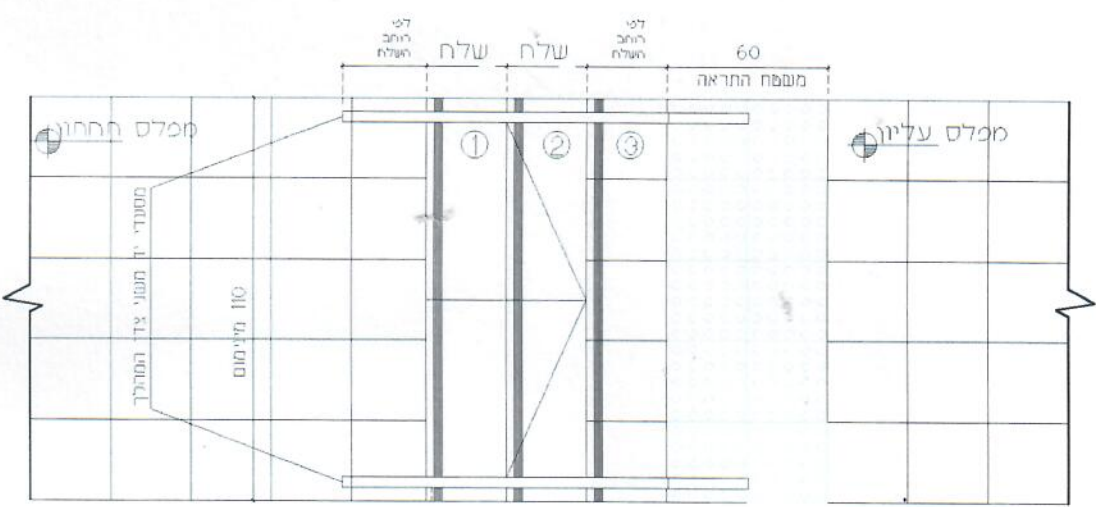 לפי
רוחב
השלח
שלח
שלח
לפי
רוחב
השלח
60
משטח התראה
מפלס תחתון
①
②
③
מפלס עליון
מסעדי יד משני צדי המהלך
110 מינימום